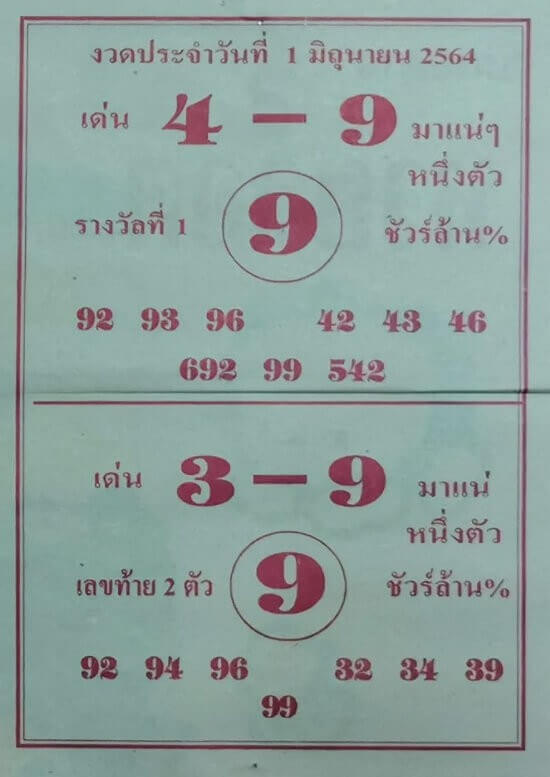 งวดประจำวันที่ 1 มิถุนายน 2564
เด่น 4 – 9 มาแน่ๆ
หนึ่งตัว
รางวัลที่ 1 9 ชัวร์ล้าน%
92 93 96 42 43 46
692 99 542
เด่น 3 – 9 มาแน่
หนึ่งตัว
เลขท้าย 2 ตัว 9 ชัวร์ล้าน%
92 94 96 32 34 39
99